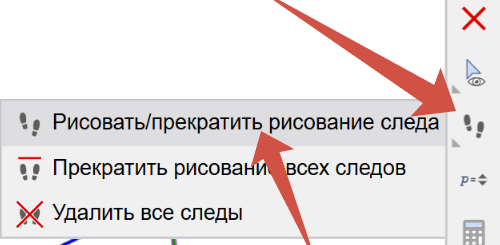 Рисовать/прекратить рисование следа
Прекратить рисование всех следов
p=
Удалить все следы